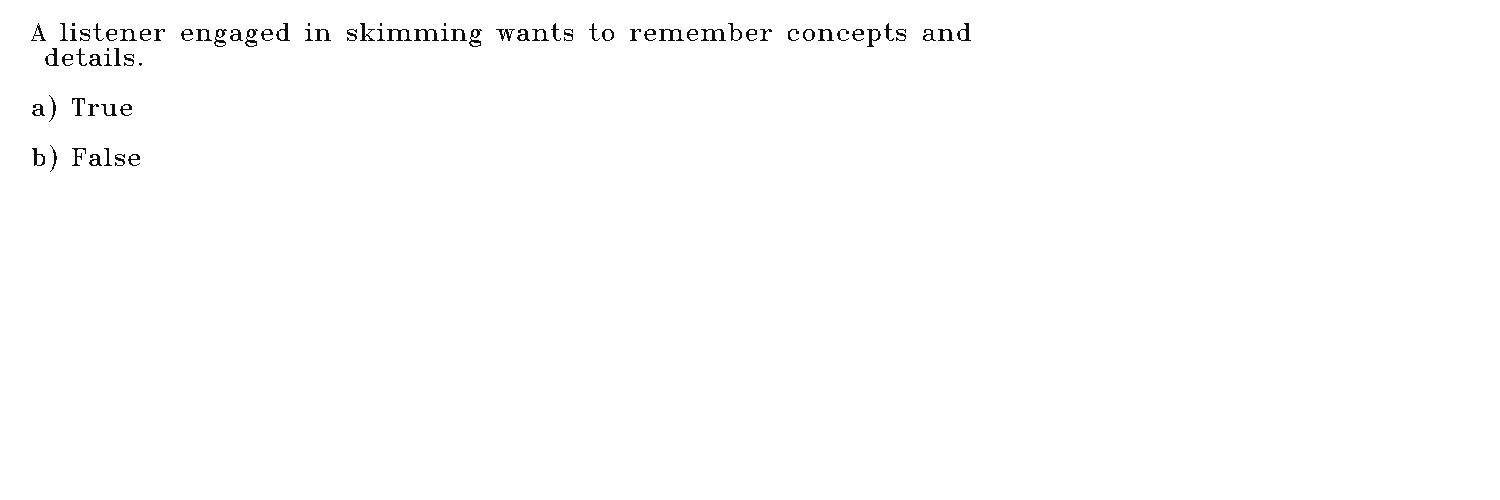 A listener engaged in skimming wants to remember concepts and
details.
a) True
b) False